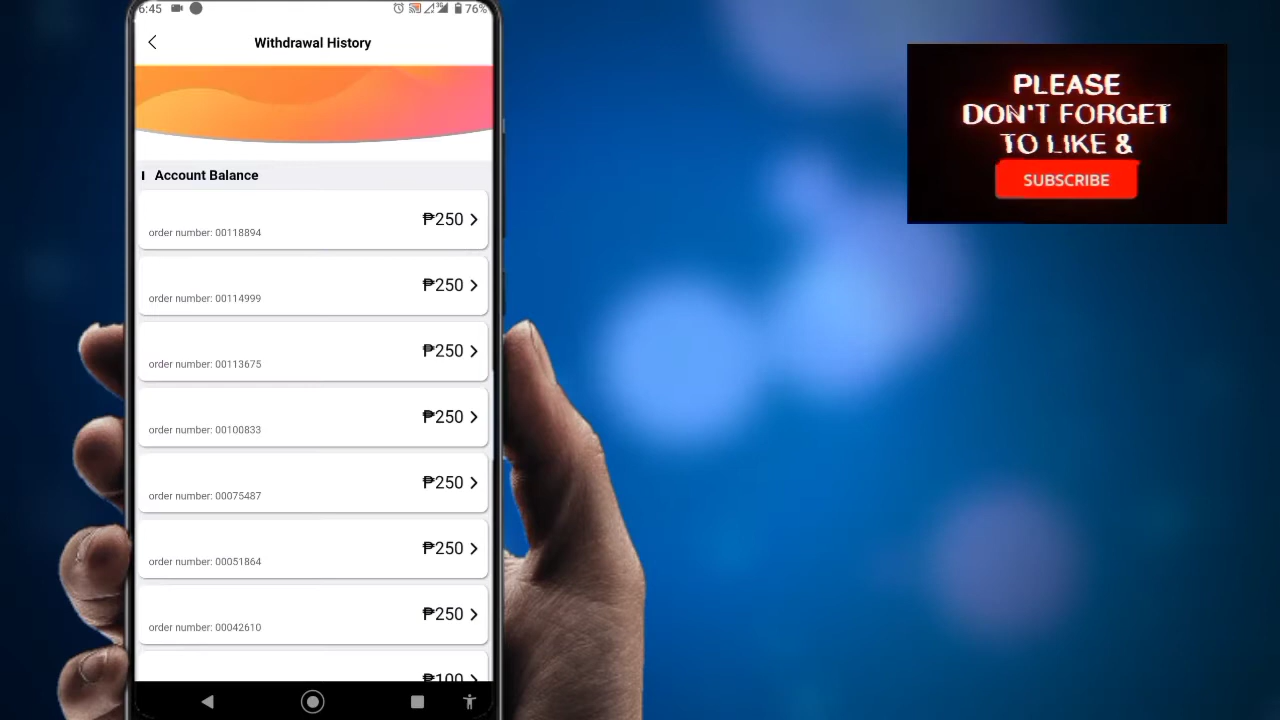 6:45
3G
76%
Withdrawal History
Account Balance
₱250
order number: 00118894
₱250
order number: 00114999
₱250
order number: 00113675
₱250
order number: 00100833
₱250
order number: 00075487
₱250
order number: 00051864
₱250
order number: 00042610
₱100
PLEASE
DON'T FORGET
TO LIKE &
SUBSCRIBE